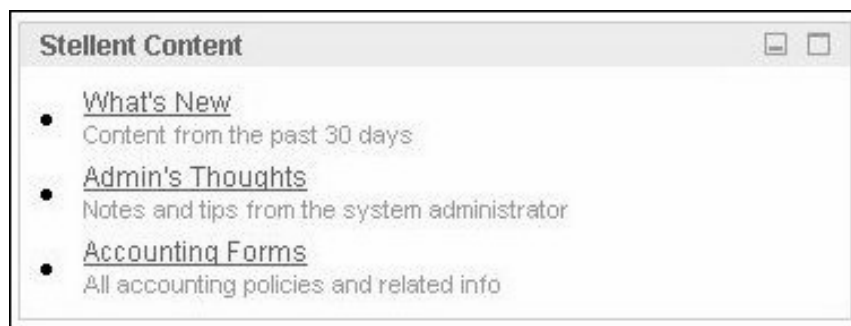 Stellent Content
What's New
Content from the past 30 days
Admin's Thoughts
Notes and tips from the system administrator
Accounting Forms
All accounting policies and related info